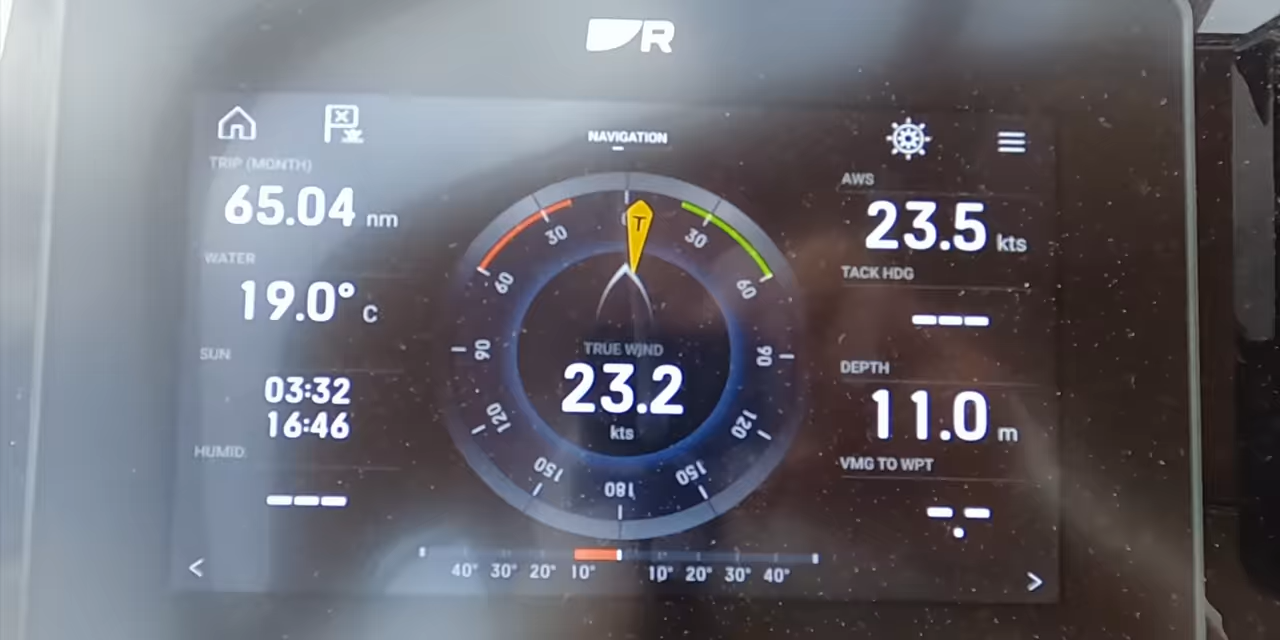 R
NAVIGATION
TRIP (MONTH)
65.04 nm
WATER
19.0° C
SUN
03:32
16:46
HUMID.
---
T
30
30
60
60
90
90
120
120
150
150
180
TRUE WIND
23.2
kts
40° 30° 20° 10° 10° 20° 30° 40°
AWS
23.5 kts
TACK HDG
---
DEPTH
11.0 m
VMG TO WPT
-.-
<
>